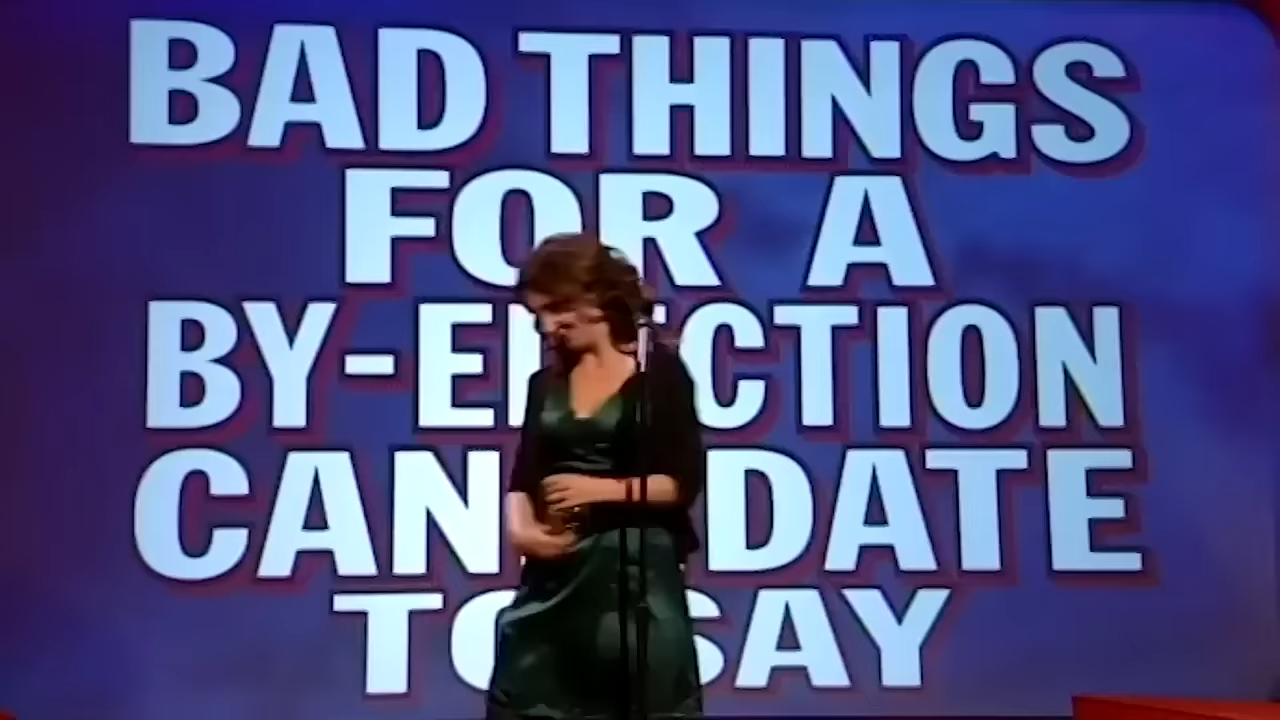 BAD THINGS
FOR A
BY-ELECTION
CANDIDATE
TO SAY